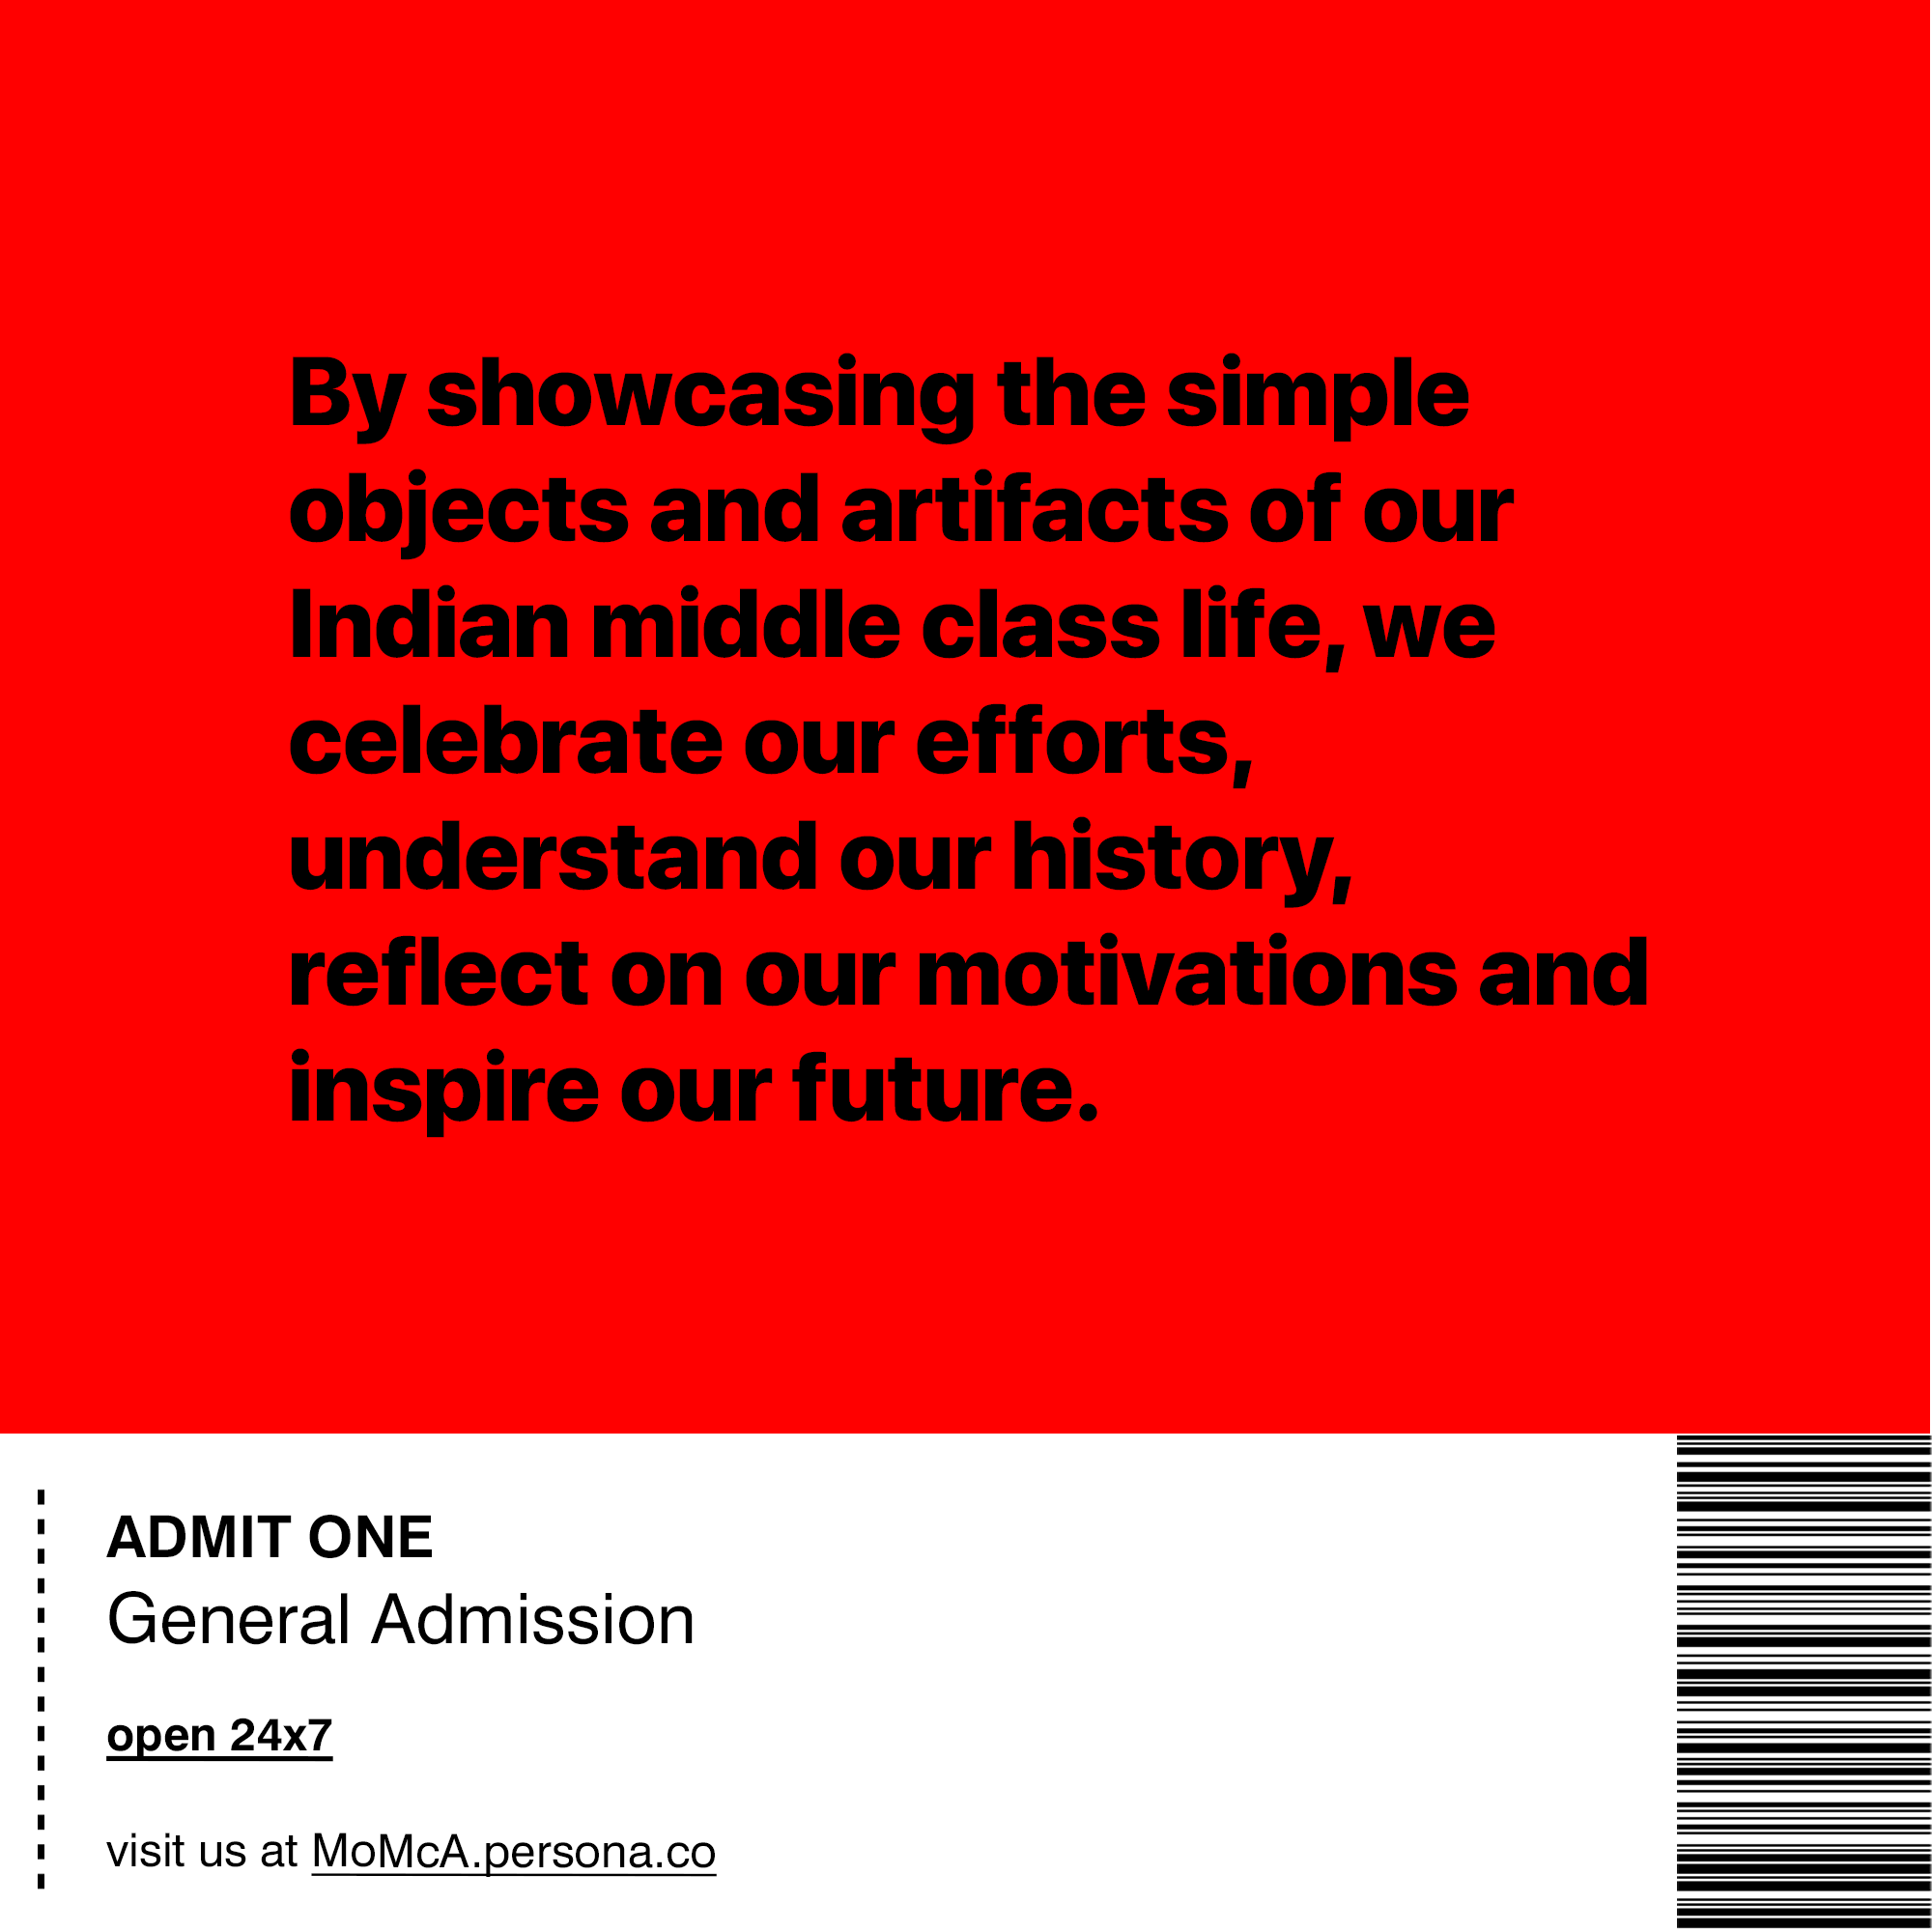 By showcasing the simple
objects and artifacts of our
Indian middle class life, we
celebrate our efforts,
understand our history,
reflect on our motivations and
inspire our future.
ADMIT ONE
General Admission
open 24x7
visit us at MoMcA.persona.co